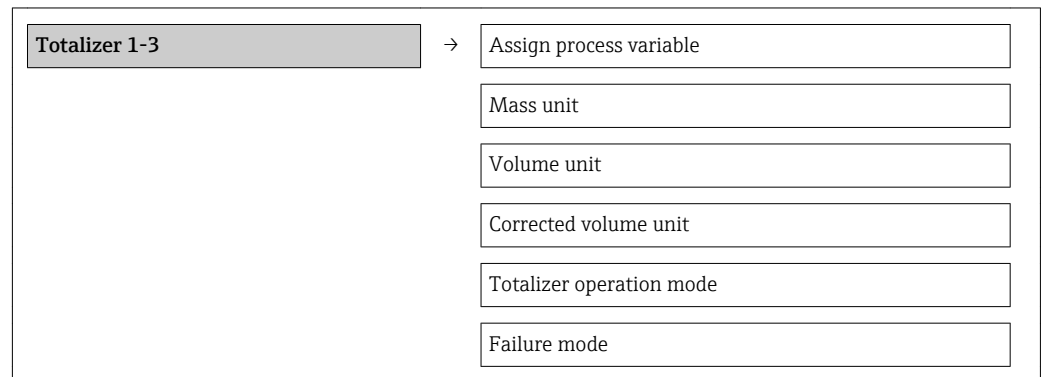 Totalizer 1-3 → Assign process variable
Mass unit
Volume unit
Corrected volume unit
Totalizer operation mode
Failure mode